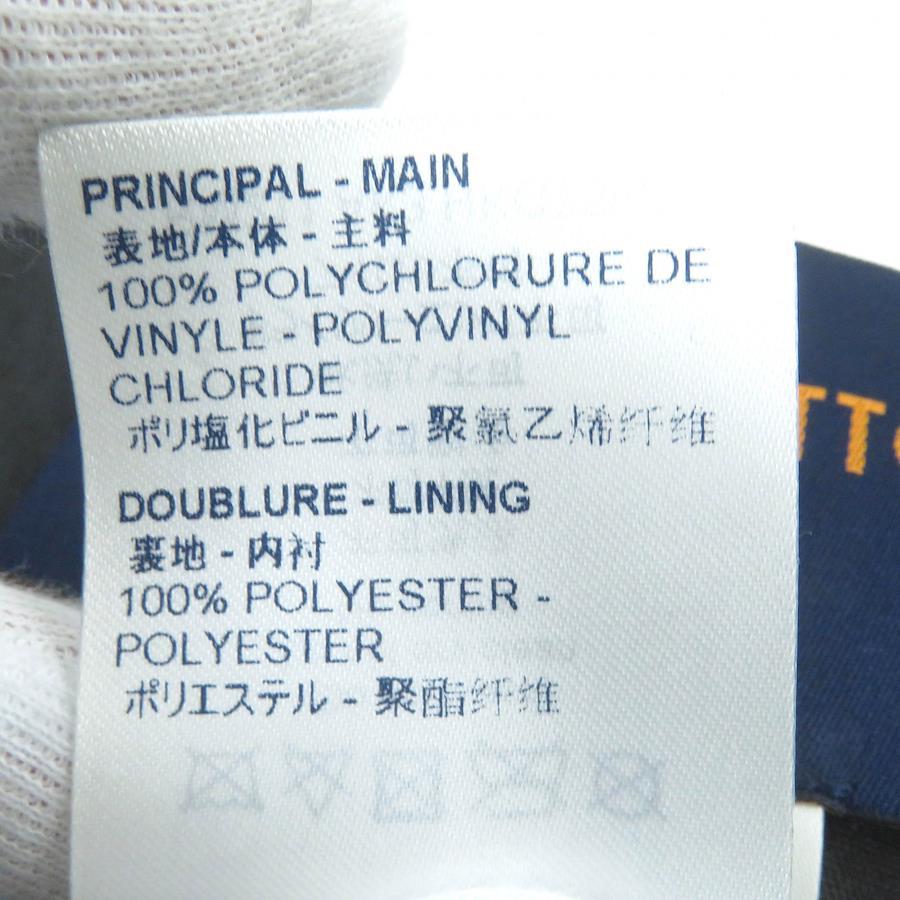 PRINCIPAL - MAIN
表地/本体 - 主料
100% POLYCHLORURE DE
VINYLE - POLYVINYL
CHLORIDE
ポリ塩化ビニル - 聚氯乙烯纤维
DOUBLURE - LINING
裏地 - 内衬
100% POLYESTER -
POLYESTER
ポリエステル - 聚酯纤维